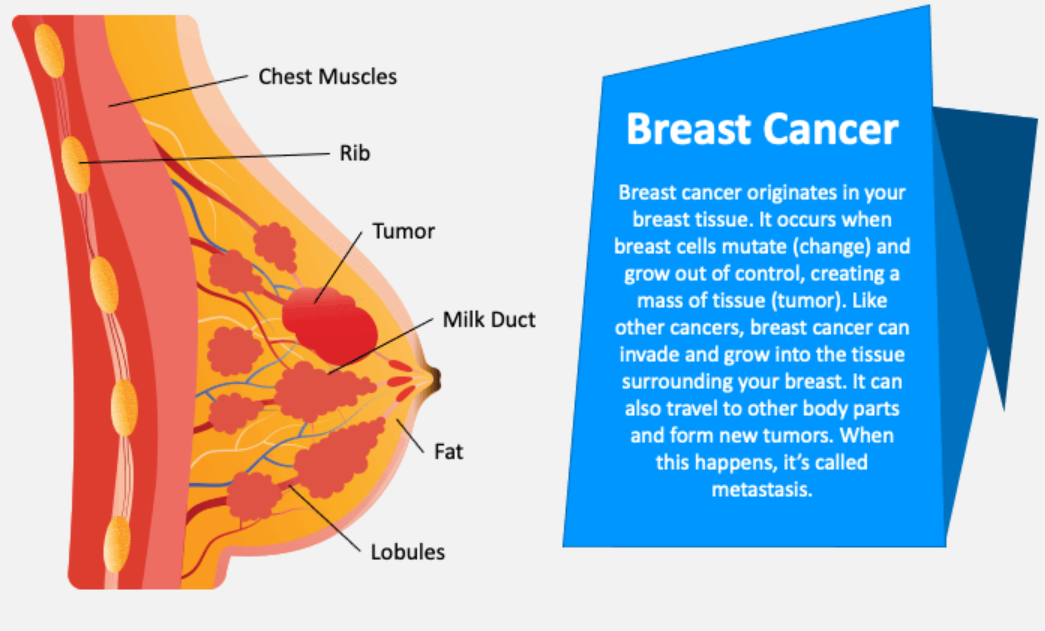 Chest Muscles
Rib
Tumor
Milk Duct
Fat
Lobules
Breast Cancer
Breast cancer originates in your
breast tissue. It occurs when
breast cells mutate (change) and
grow out of control, creating a
mass of tissue (tumor). Like
other cancers, breast cancer can
invade and grow into the tissue
surrounding your breast. It can
also travel to other body parts
and form new tumors. When
this happens, it’s called
metastasis.